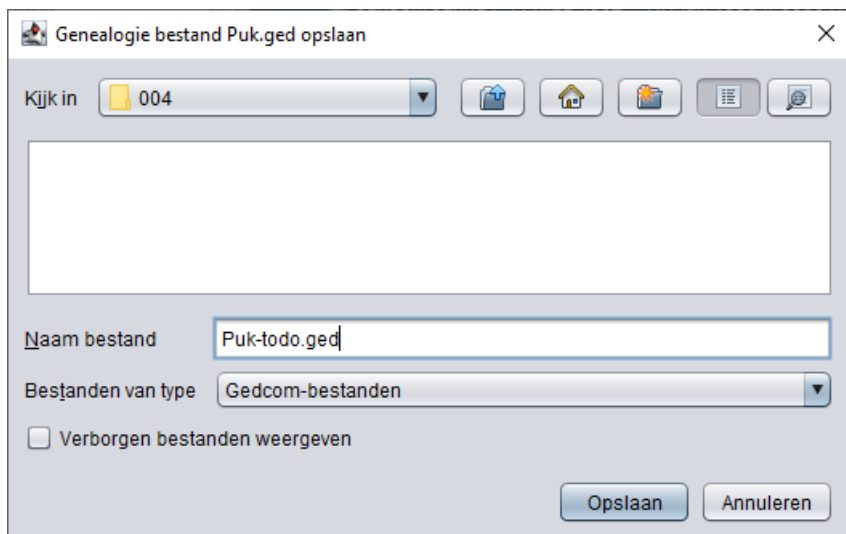 Genealogie bestand Puk.ged opslaan
Kijk in 004
Naam bestand Puk-todo.ged
Bestanden van type Gedcom-bestanden
Verborgen bestanden weergeven
Opslaan Annuleren